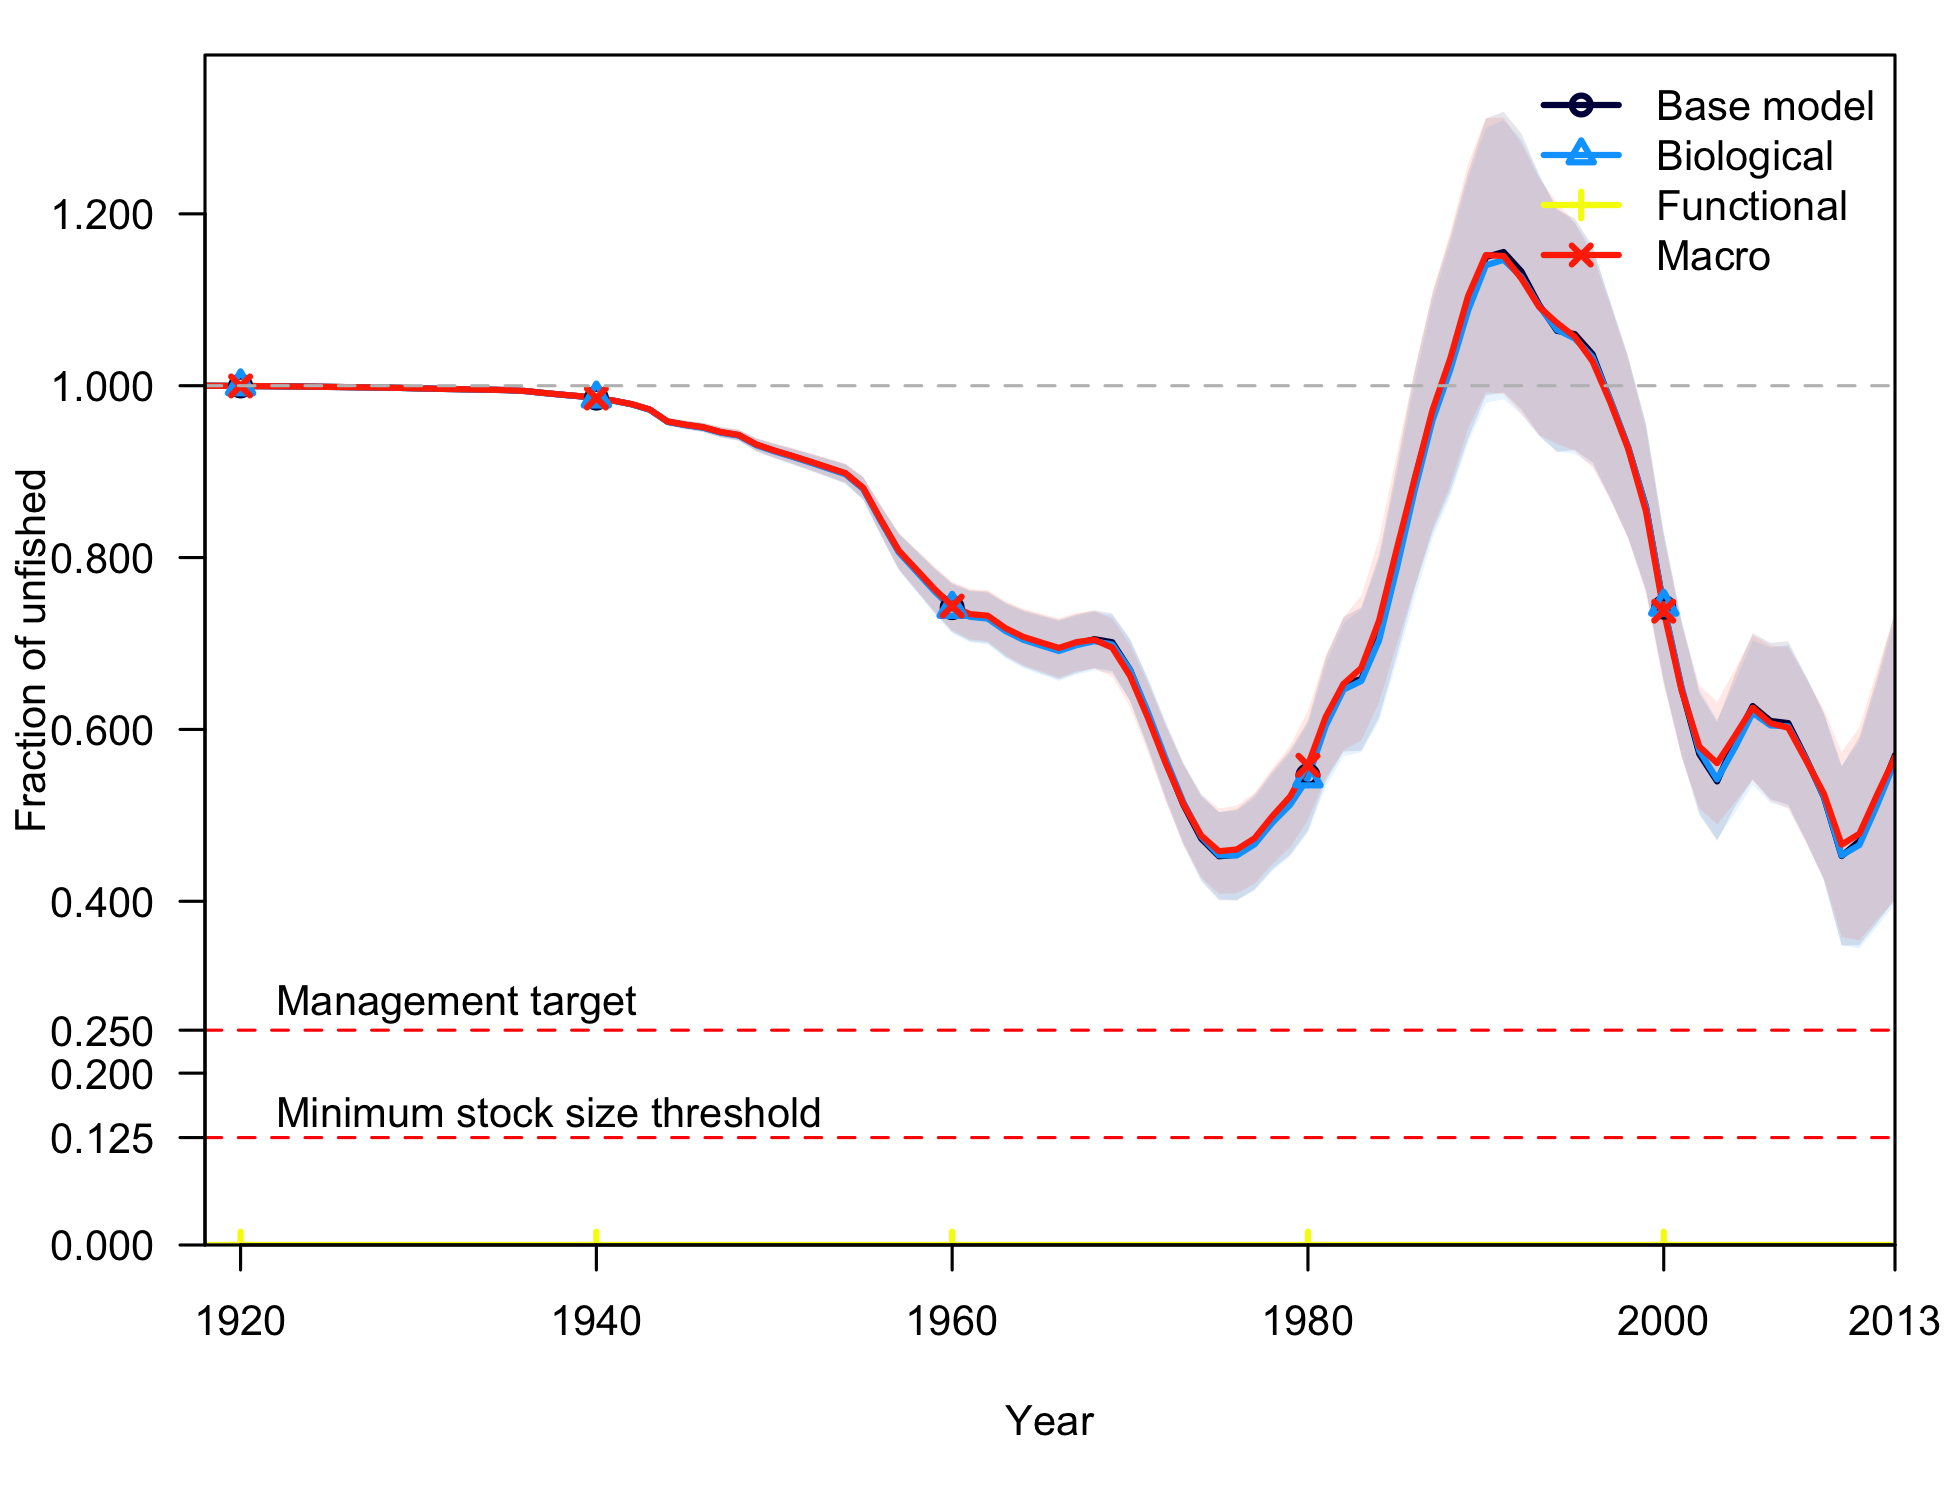 Base model
Biological
Functional
Macro
1.200
1.000
0.800
0.600
0.400
0.250
0.200
0.125
0.000
Fraction of unfished
Management target
Minimum stock size threshold
1920 1940 1960 1980 2000 2013
Year